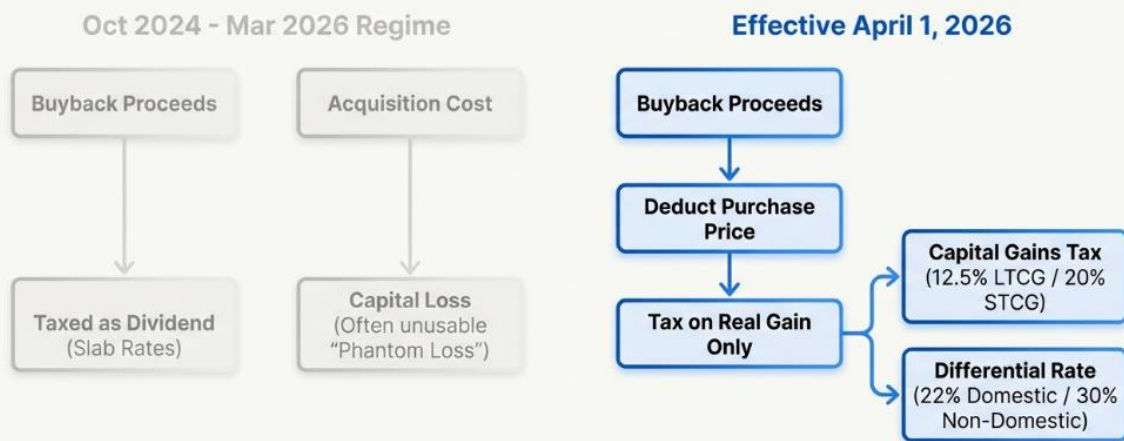 Oct 2024 - Mar 2026 Regime
Buyback Proceeds
Acquisition Cost
Taxed as Dividend
(Slab Rates)
Capital Loss
(Often unusable
“Phantom Loss”)
Effective April 1, 2026
Buyback Proceeds
Deduct Purchase
Price
Tax on Real Gain
Only
Capital Gains Tax
(12.5% LTCG / 20%
STCG)
Differential Rate
(22% Domestic / 30%
Non-Domestic)